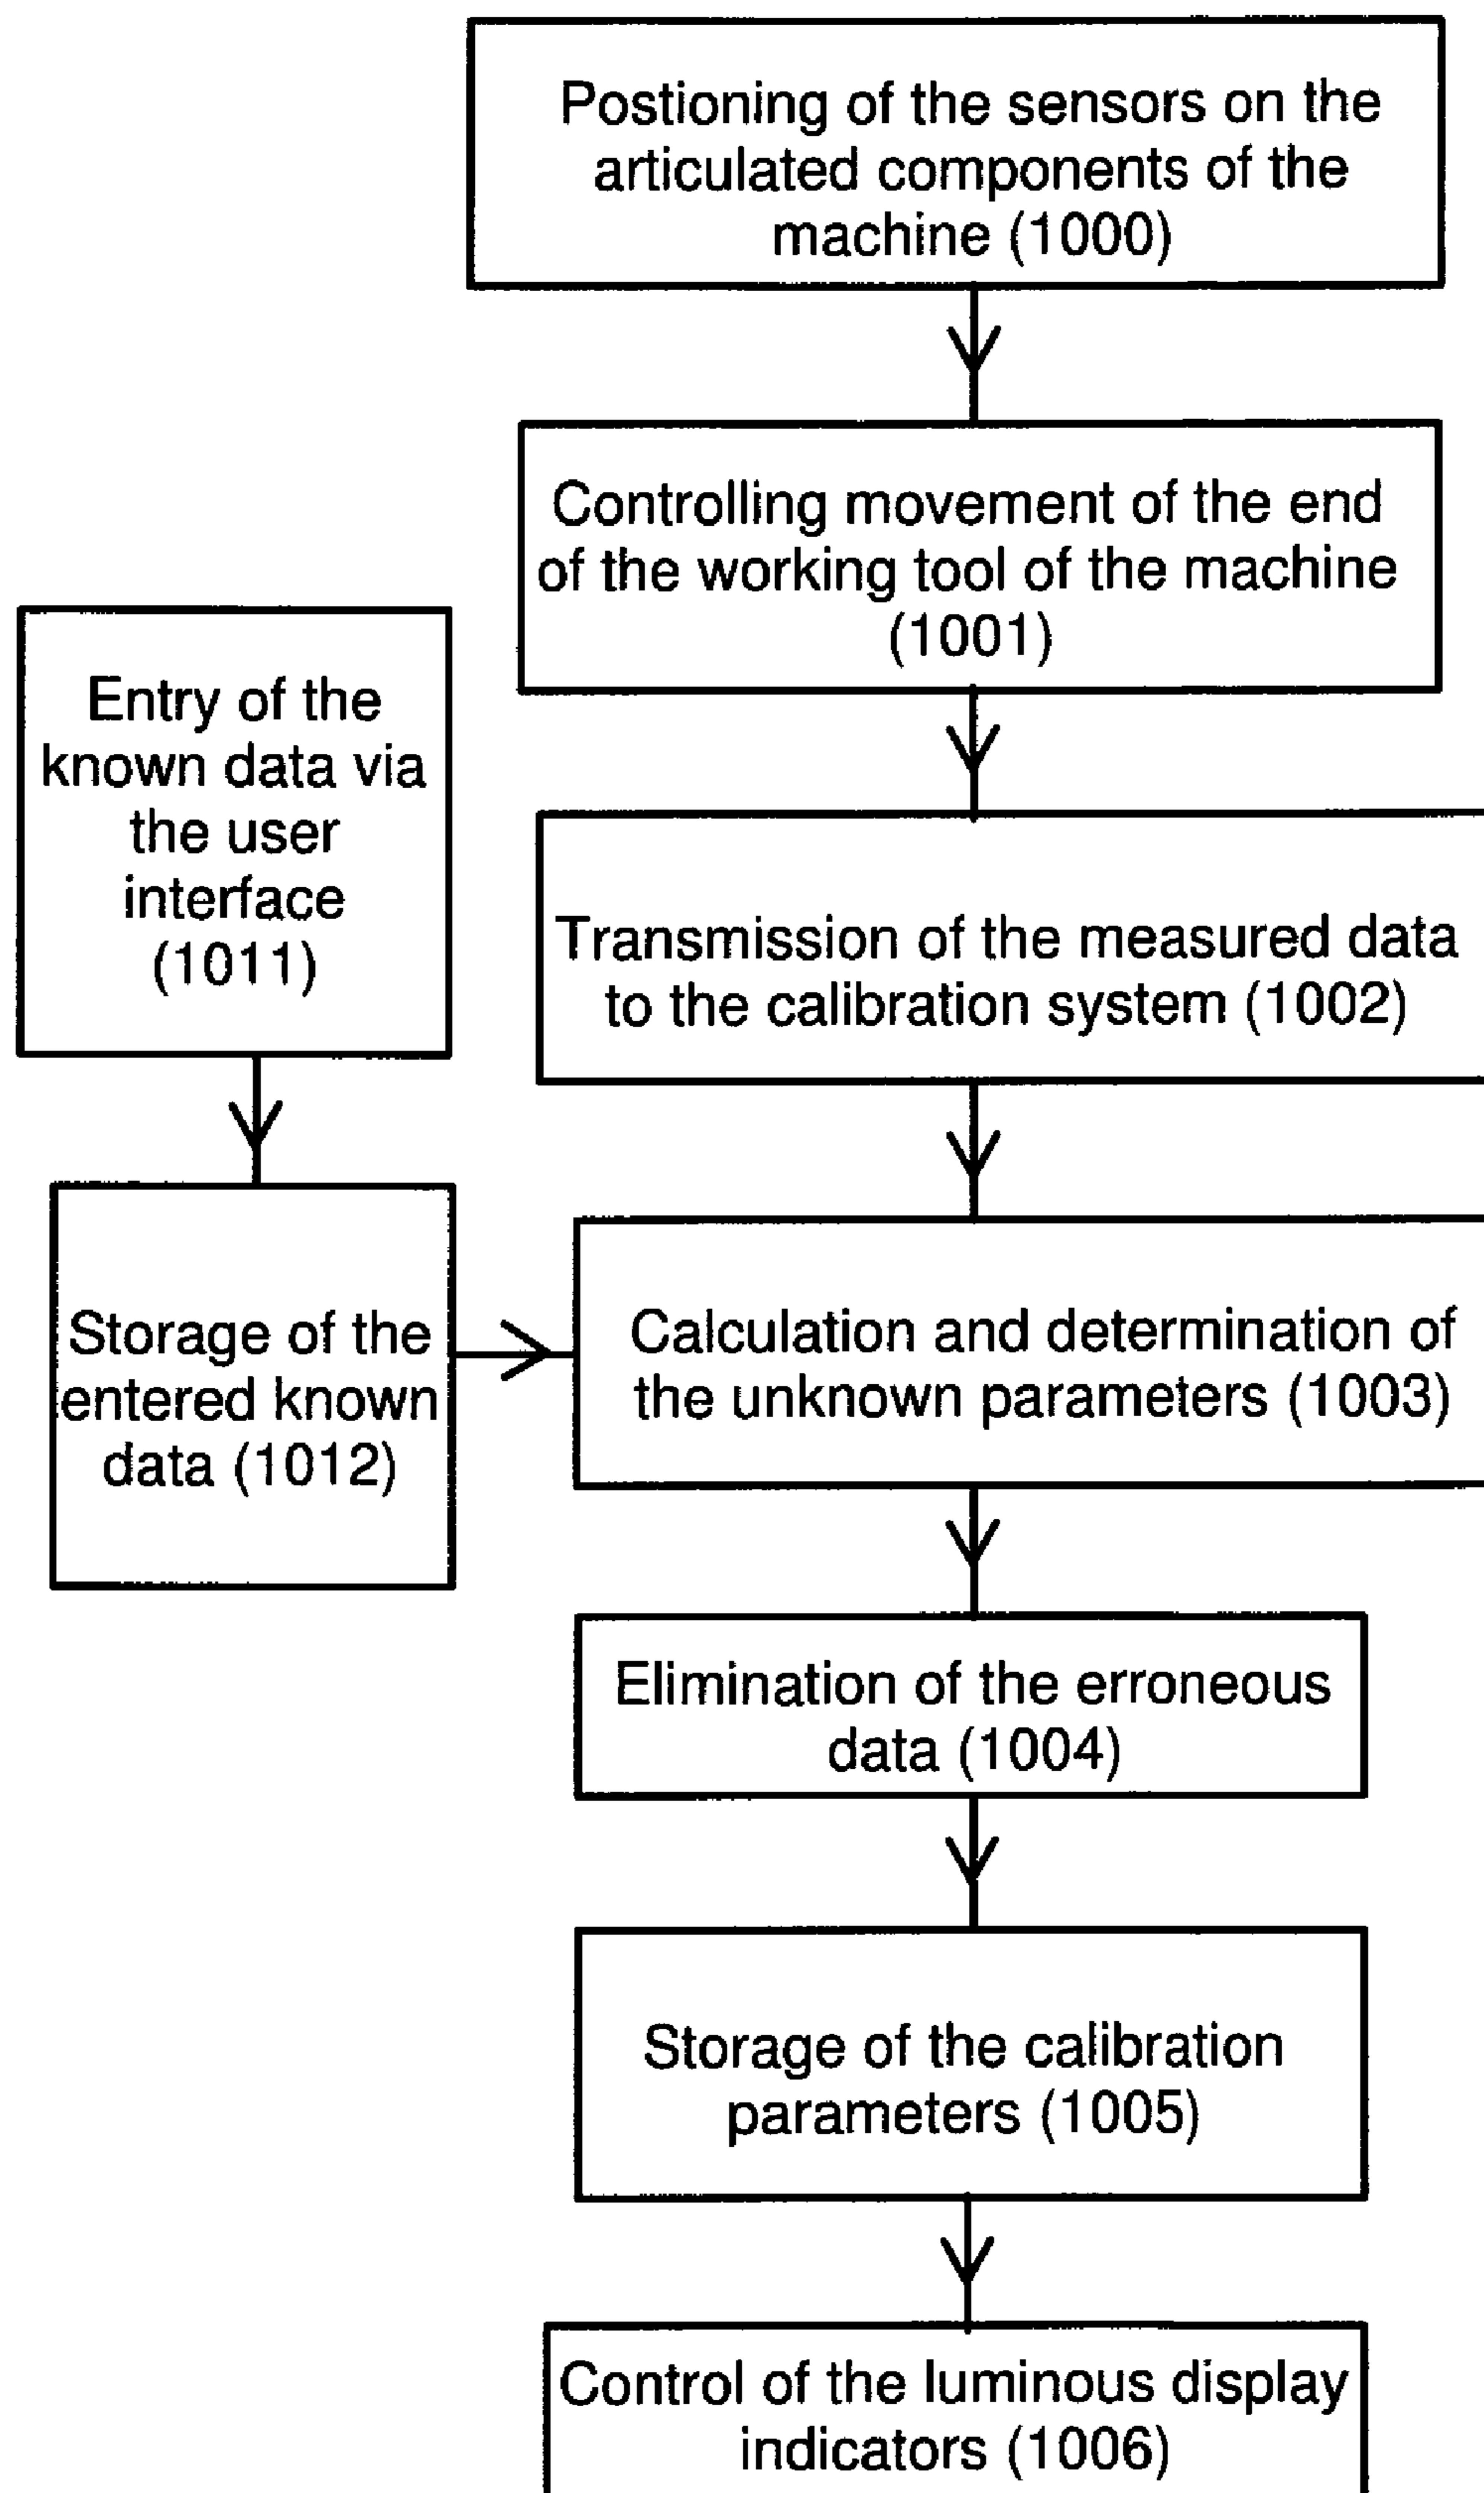 Postioning of the sensors on the
articulated components of the
machine (1000)
Controlling movement of the end
of the working tool of the machine
(1001)
Entry of the
known data via
the user
interface
(1011)
Transmission of the measured data
to the calibration system (1002)
Storage of the
entered known
data (1012)
Calculation and determination of
the unknown parameters (1003)
Elimination of the erroneous
data (1004)
Storage of the calibration
parameters (1005)
Control of the luminous display
indicators (1006)